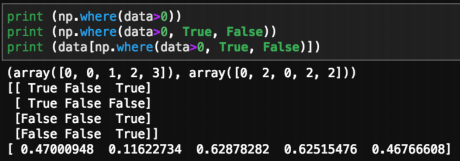 print (np.where(data>0))
print (np.where(data>0, True, False))
print (data[np.where(data>0, True, False)])
(array([0, 0, 1, 2, 3]), array([0, 2, 0, 2, 2]))
[[ True False  True]
 [ True False False]
 [False False  True]
 [False False  True]]
[ 0.47000948  0.11622734  0.62878282  0.62515476  0.46766608]